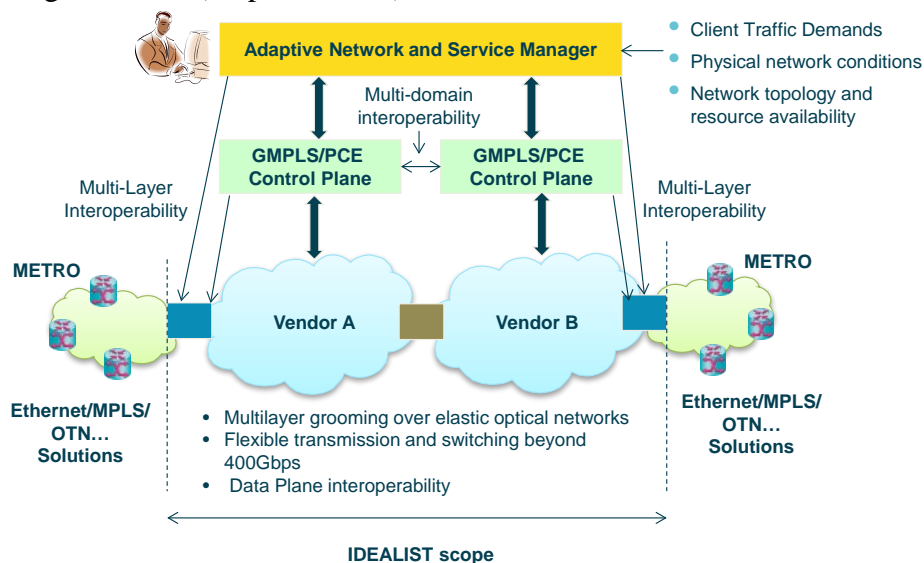 Adaptive Network and Service Manager
• Client Traffic Demands
• Physical network conditions
• Network topology and
resource availability
Multi-domain
interoperability
GMPLS/PCE
Control Plane
GMPLS/PCE
Control Plane
Multi-Layer
Interoperability
Multi-Layer
Interoperability
METRO
METRO
Vendor A
Vendor B
Ethernet/MPLS/
OTN…
Solutions
• Multilayer grooming over elastic optical networks
• Flexible transmission and switching beyond
400Gbps
• Data Plane interoperability
Ethernet/MPLS/
OTN…
Solutions
IDEALIST scope